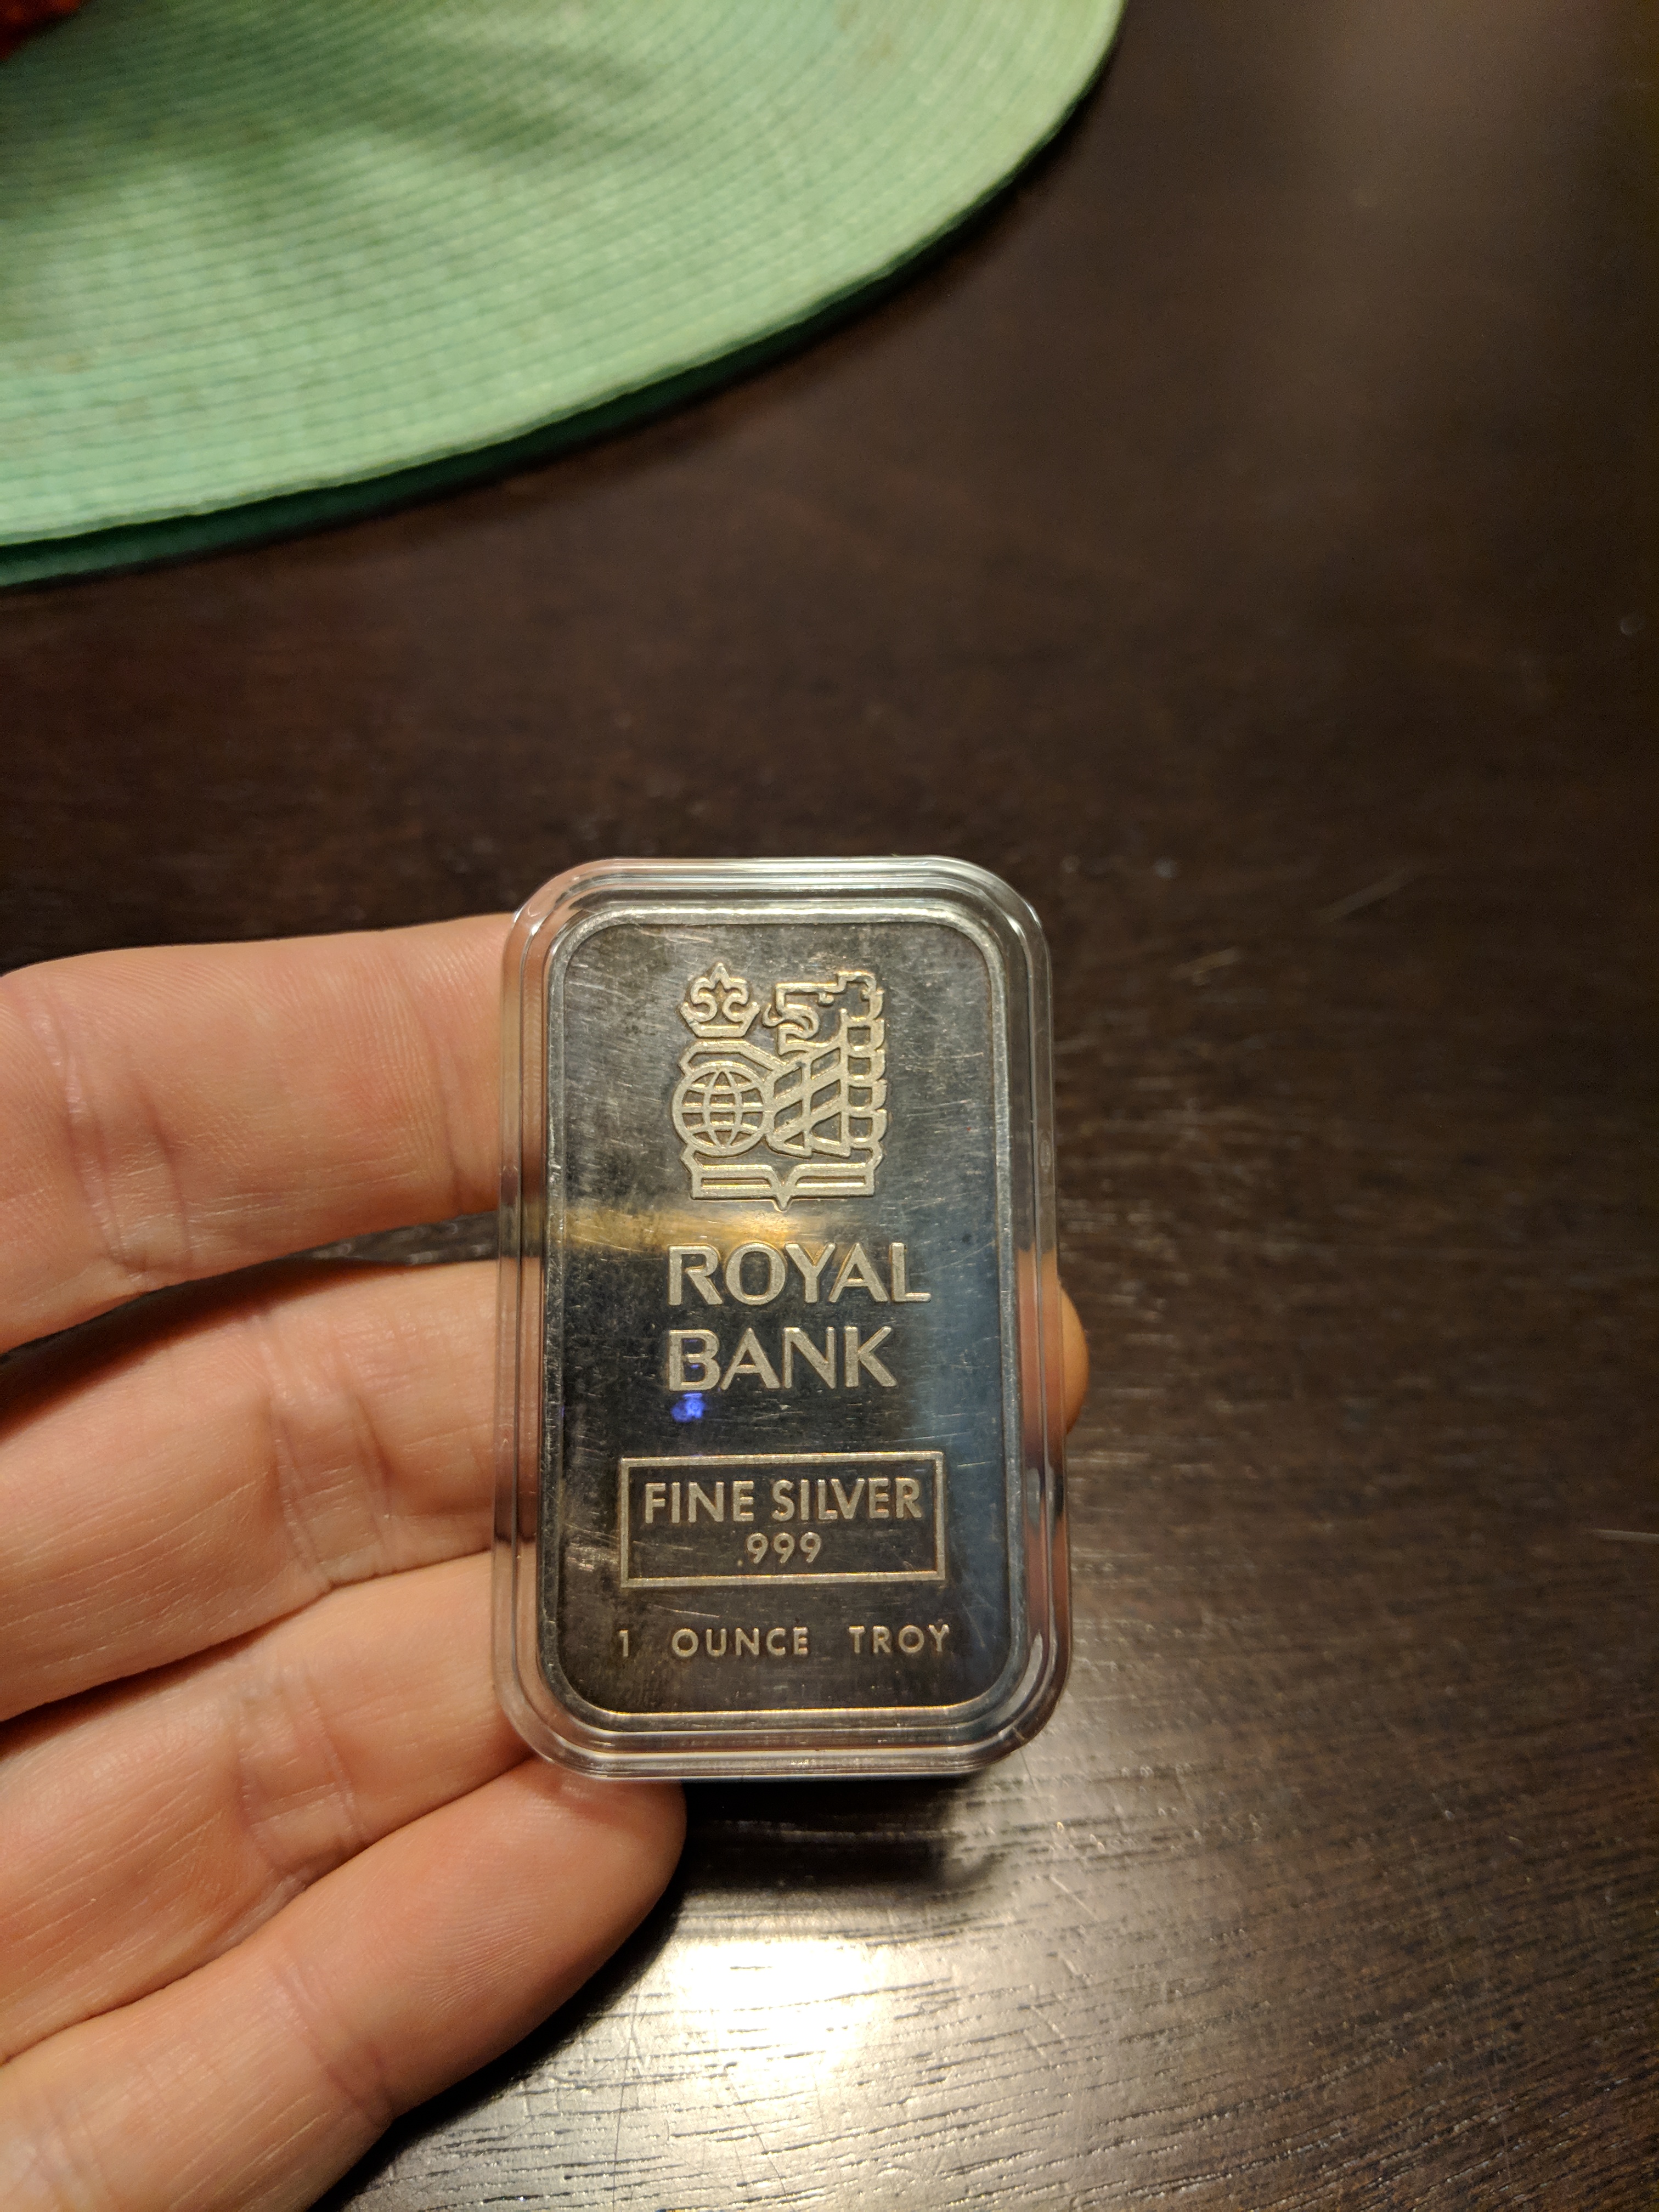 ROYAL
BANK
FINE SILVER
.999
1 OUNCE TROY